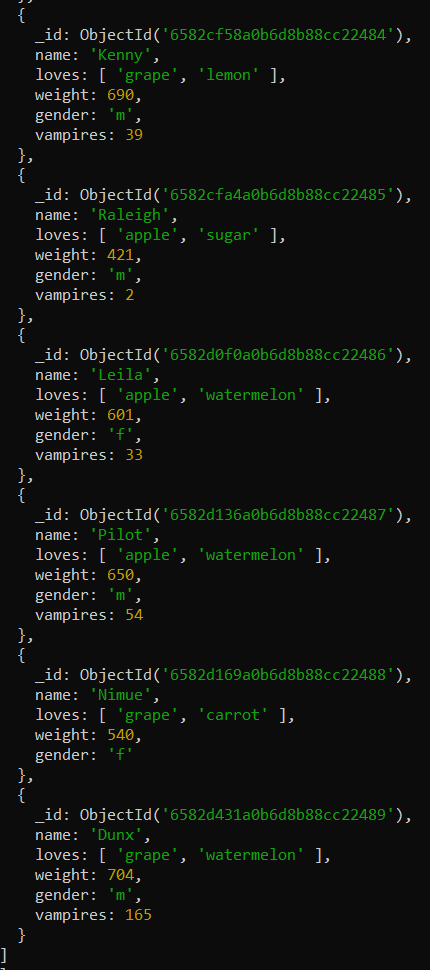 },
{
_id: ObjectId('6582cf58a0b6d8b88cc22484'),
name: 'Kenny',
loves: [ 'grape', 'lemon' ],
weight: 690,
gender: 'm',
vampires: 39
},
{
_id: ObjectId('6582cfa4a0b6d8b88cc22485'),
name: 'Raleigh',
loves: [ 'apple', 'sugar' ],
weight: 421,
gender: 'm',
vampires: 2
},
{
_id: ObjectId('6582d0f0a0b6d8b88cc22486'),
name: 'Leila',
loves: [ 'apple', 'watermelon' ],
weight: 601,
gender: 'f',
vampires: 33
},
{
_id: ObjectId('6582d136a0b6d8b88cc22487'),
name: 'Pilot',
loves: [ 'apple', 'watermelon' ],
weight: 650,
gender: 'm',
vampires: 54
},
{
_id: ObjectId('6582d169a0b6d8b88cc22488'),
name: 'Nimue',
loves: [ 'grape', 'carrot' ],
weight: 540,
gender: 'f'
},
{
_id: ObjectId('6582d431a0b6d8b88cc22489'),
name: 'Dunx',
loves: [ 'grape', 'watermelon' ],
weight: 704,
gender: 'm',
vampires: 165
}
]